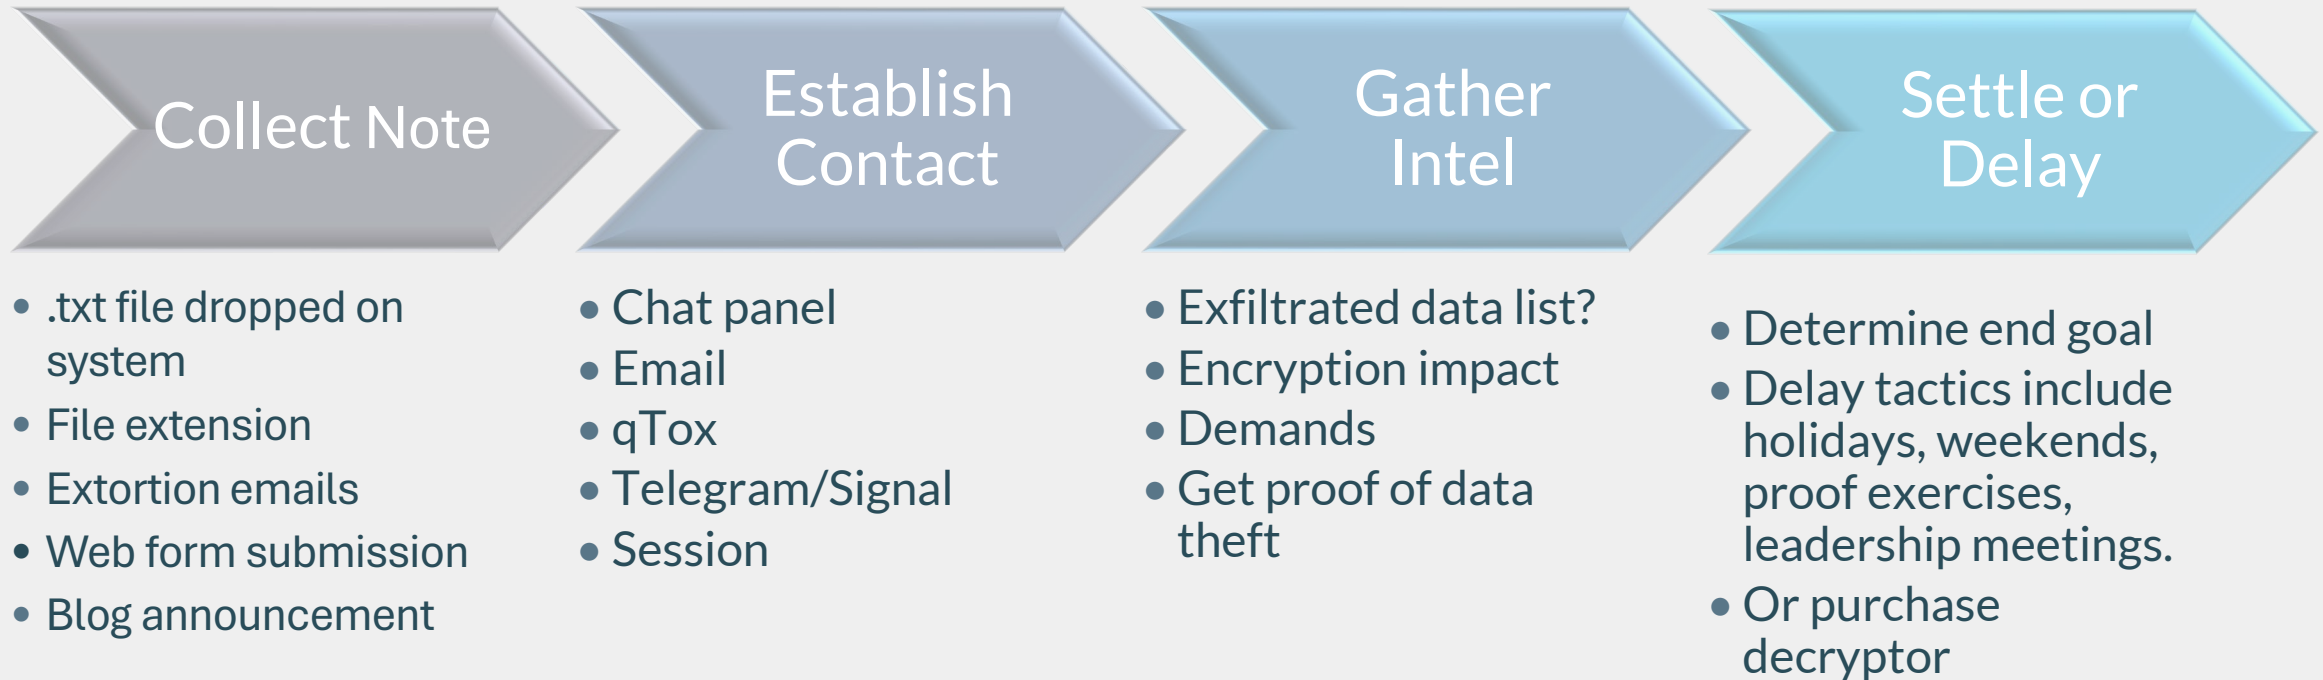 Collect Note
• .txt file dropped on
system
• File extension
• Extortion emails
• Web form submission
• Blog announcement
Establish
Contact
• Chat panel
• Email
• qTox
• Telegram/Signal
• Session
Gather
Intel
• Exfiltrated data list?
• Encryption impact
• Demands
• Get proof of data
theft
Settle or
Delay
• Determine end goal
• Delay tactics include
holidays, weekends,
proof exercises,
leadership meetings.
• Or purchase
decryptor